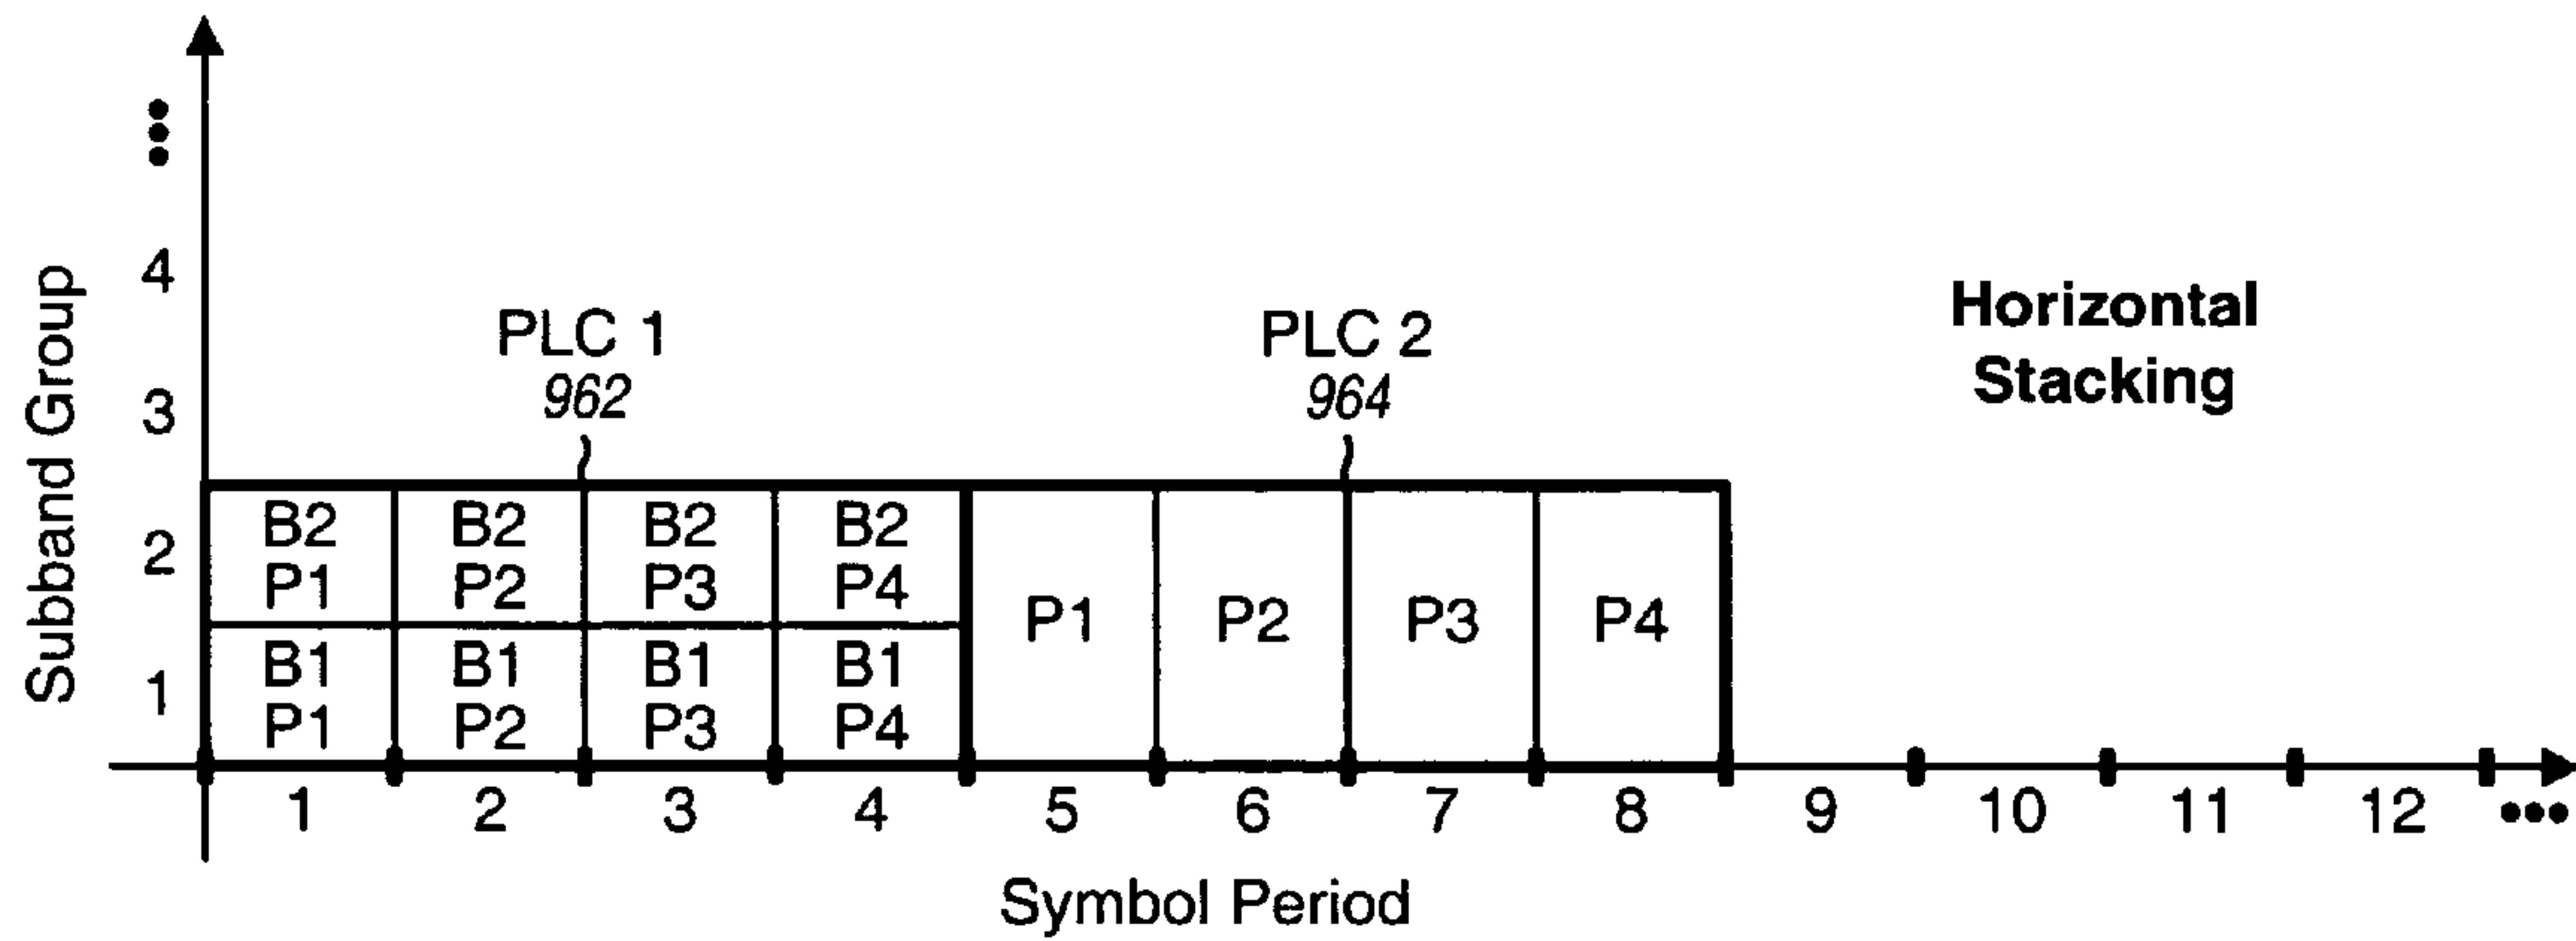 Subband Group
4
3
2
1
PLC 1
962
PLC 2
964
Horizontal
Stacking
B2 B2 B2 B2
P1 P2 P3 P4
P1 P2 P3 P4
B1 B1 B1 B1
P1 P2 P3 P4
1 2 3 4 5 6 7 8 9 10 11 12
Symbol Period